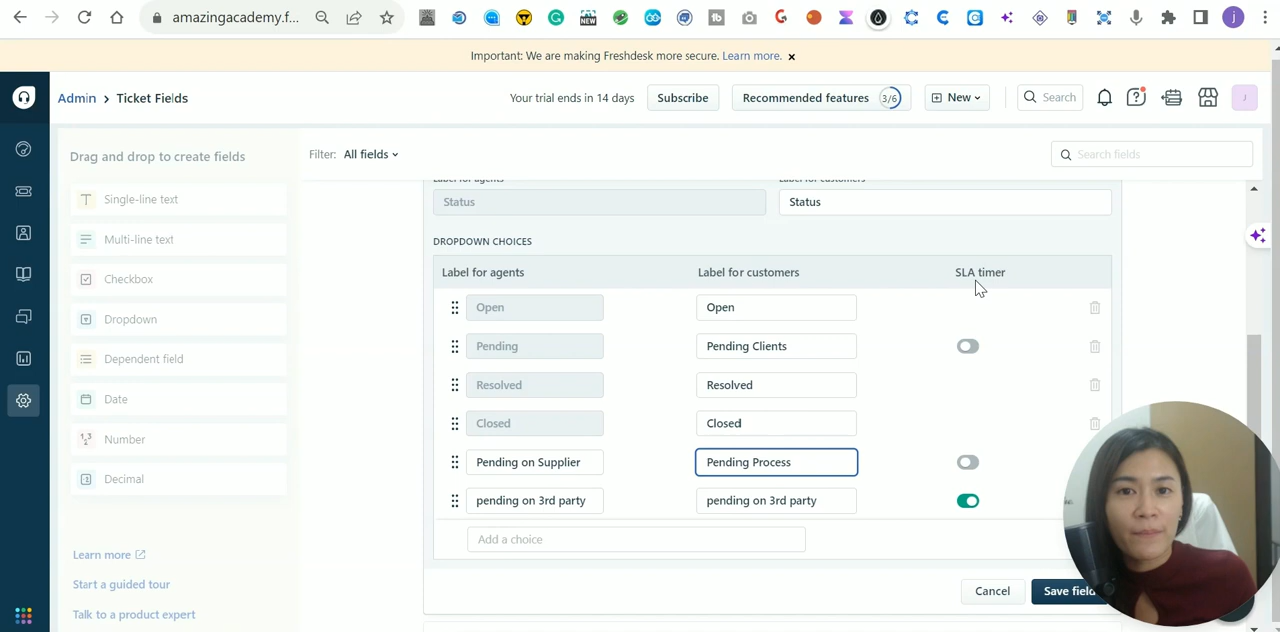 amazingacademy.f...
NEW
tb
j
Important: We are making Freshdesk more secure. Learn more. ×
Admin > Ticket Fields
Your trial ends in 14 days
Subscribe
Recommended features 3/6
New
Search
J
Drag and drop to create fields
Filter: All fields
Search fields
Single-line text
Multi-line text
Checkbox
Dropdown
Dependent field
Date
Number
Decimal
Learn more
Start a guided tour
Talk to a product expert
Label for agents Label for customers
Status Status
DROPDOWN CHOICES
Label for agents Label for customers SLA timer
Open Open
Pending Pending Clients
Resolved Resolved
Closed Closed
Pending on Supplier Pending Process
pending on 3rd party pending on 3rd party
Add a choice
Cancel Save field